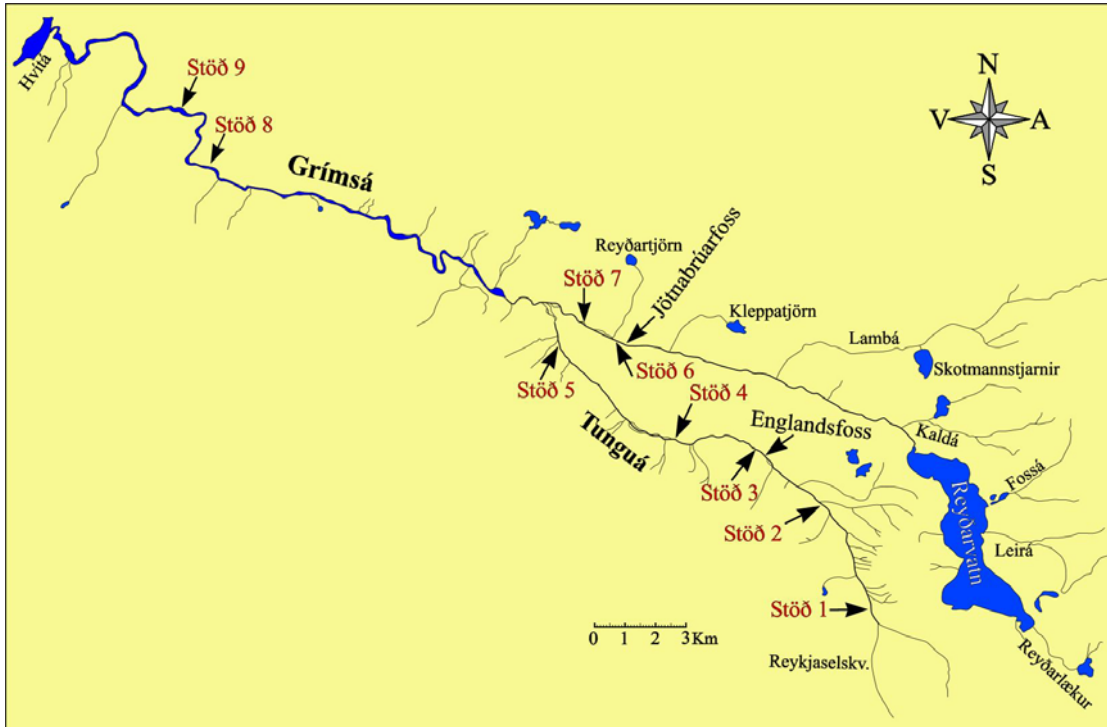 Hvítá
Stöð 9
Stöð 8
Grímsá
N
V
A
S
Reyðartjörn
Jötnabrúarfoss
Stöð 7
Kleppatjörn
Lambá
Skotmannstjarnir
Stöð 6
Stöð 5
Stöð 4
Tunguá
Englandsfoss
Kaldá
Stöð 3
Fossá
Reyðarvatn
Stöð 2
Leirá
Stöð 1
0 1 2 3 Km
Reykjaselskv.
Reyðarlækur